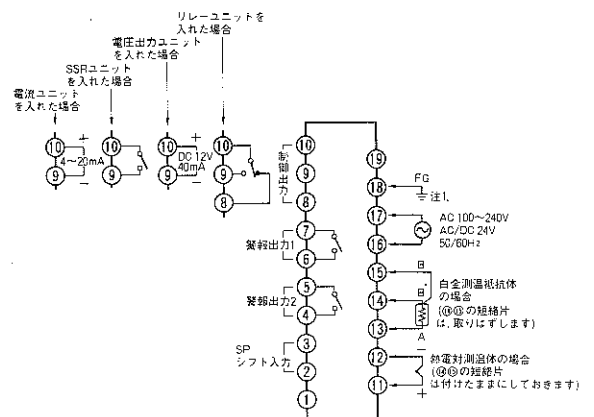 リレーユニットを
入れた場合
電圧出力ユニット
を入れた場合
SSRユニット
を入れた場合
電流ユニット
を入れた場合
10 + 9 - 4～20mA
10 9
10 + 9 - DC 12V
40mA
10 9 8
制御出力
10
9
8
警報出力1
7
6
警報出力2
5
4
SP
シフト入力
3
2
1
19
18 FG
注1.
17 AC 100～240V
AC/DC 24V
16 50/60Hz
15 B
14 B
13 A
白金測温抵抗体
の場合
(⑭⑮の短絡片
は、取りはずします)
12 -
11 +
熱電対測温体の場合
(⑭⑮の短絡片
は付けたままにしておきます)